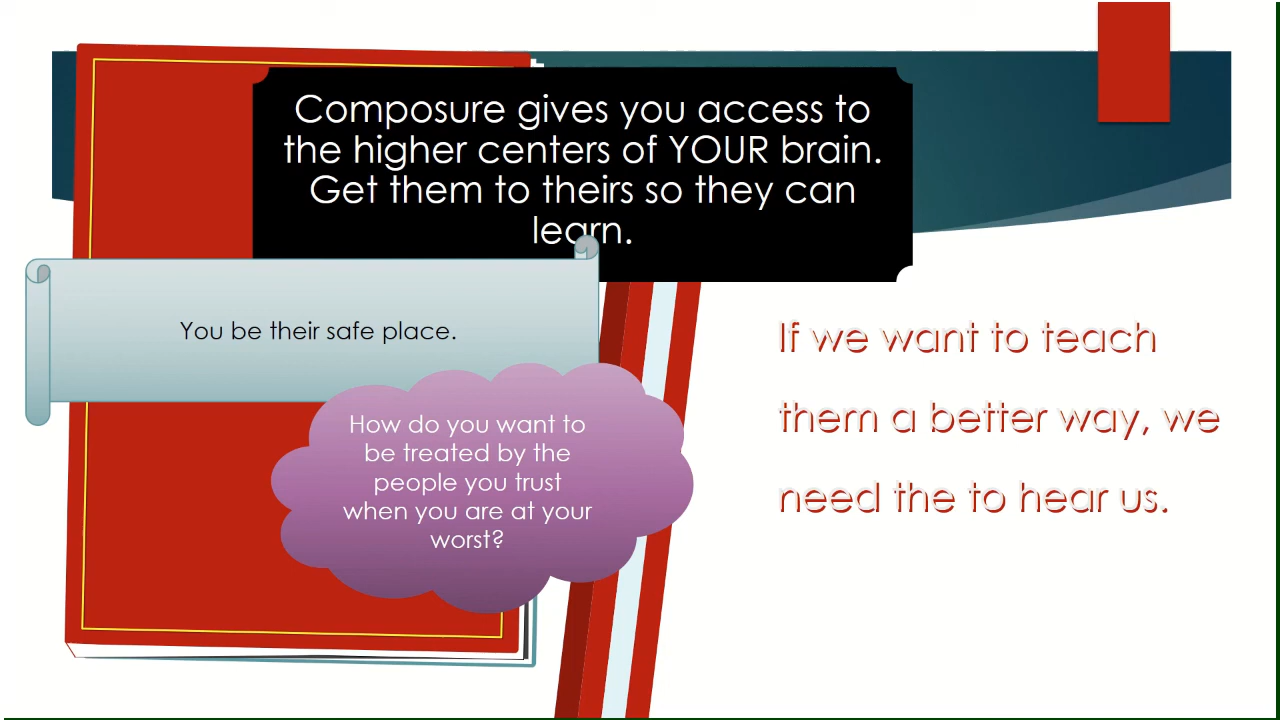 Composure gives you access to
the higher centers of YOUR brain.
Get them to theirs so they can
learn.
You be their safe place.
How do you want to
be treated by the
people you trust
when you are at your
worst?
If we want to teach
them a better way, we
need the to hear us.